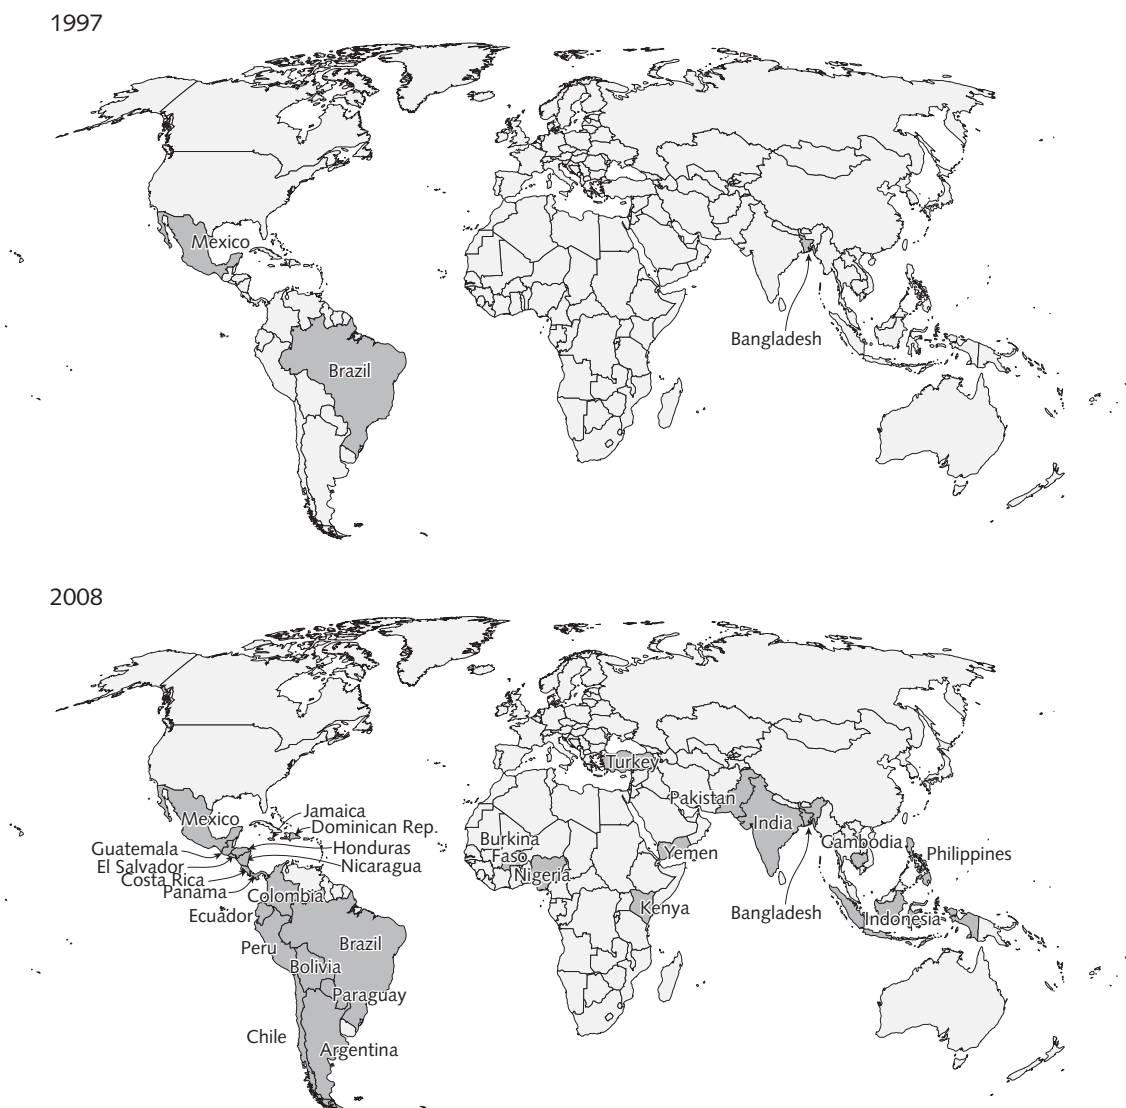 1997
Mexico
Bangladesh
Brazil
2008
Turkey
Pakistan
Jamaica
Mexico
Dominican Rep.
India
Burkina
Faso
Cambodia
Guatemala
Honduras
Yemen
Philippines
El Salvador
Nicaragua
Costa Rica
Nigeria
Panama
Colombia
Kenya
Bangladesh
Indonesia
Ecuador
Peru
Brazil
Bolivia
Paraguay
Chile
Argentina